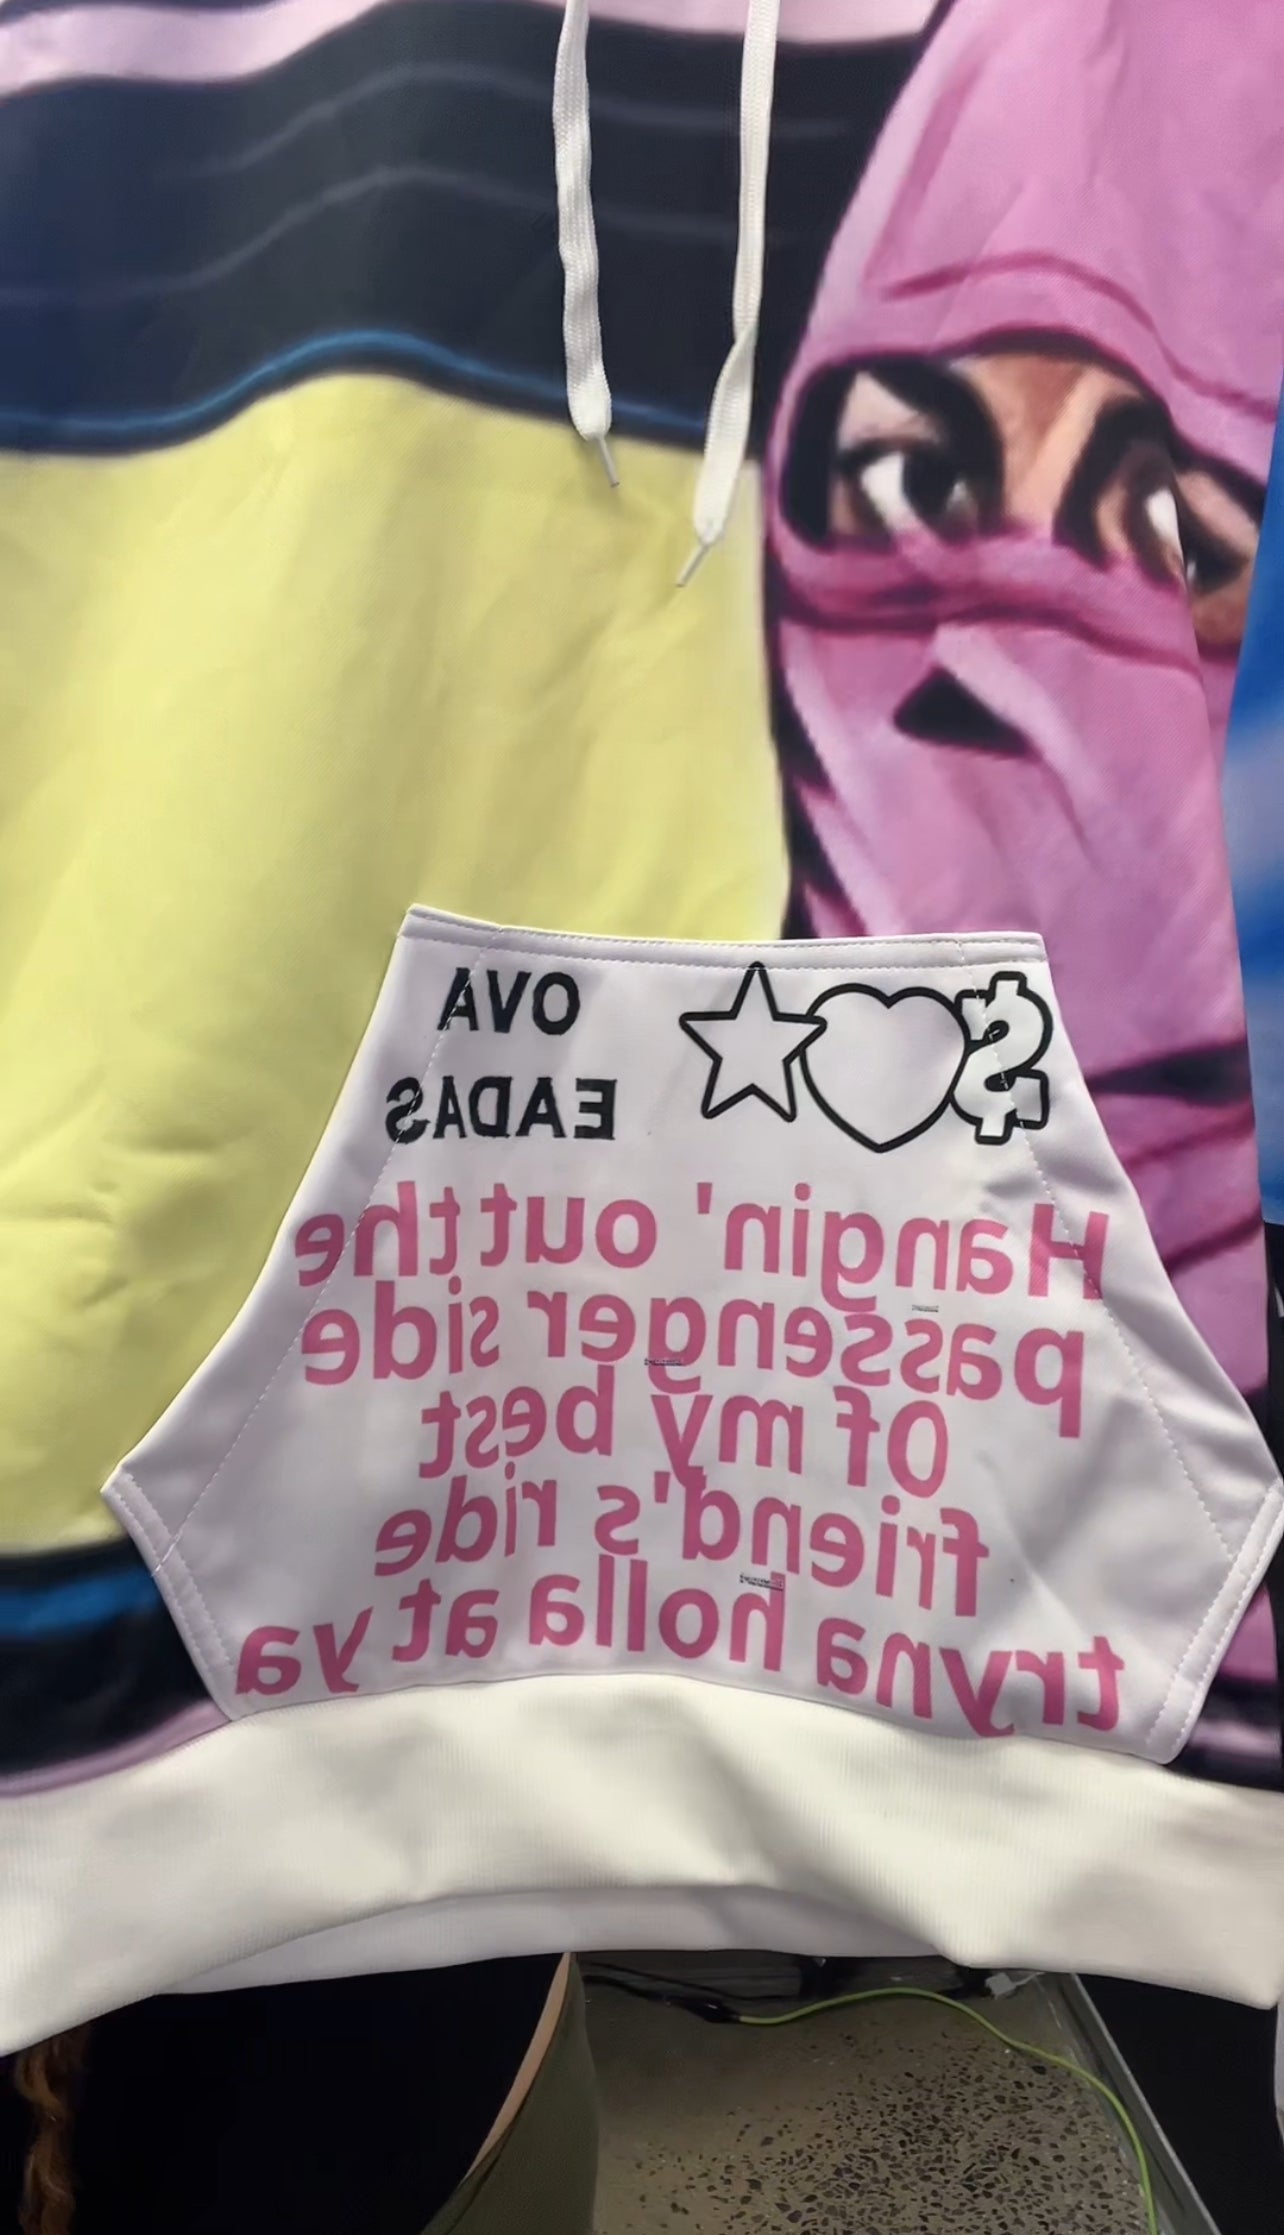 OVA
EADAS
$
Hangin' out the
passenger side
Of my best
friend's ride
tryna holla at ya